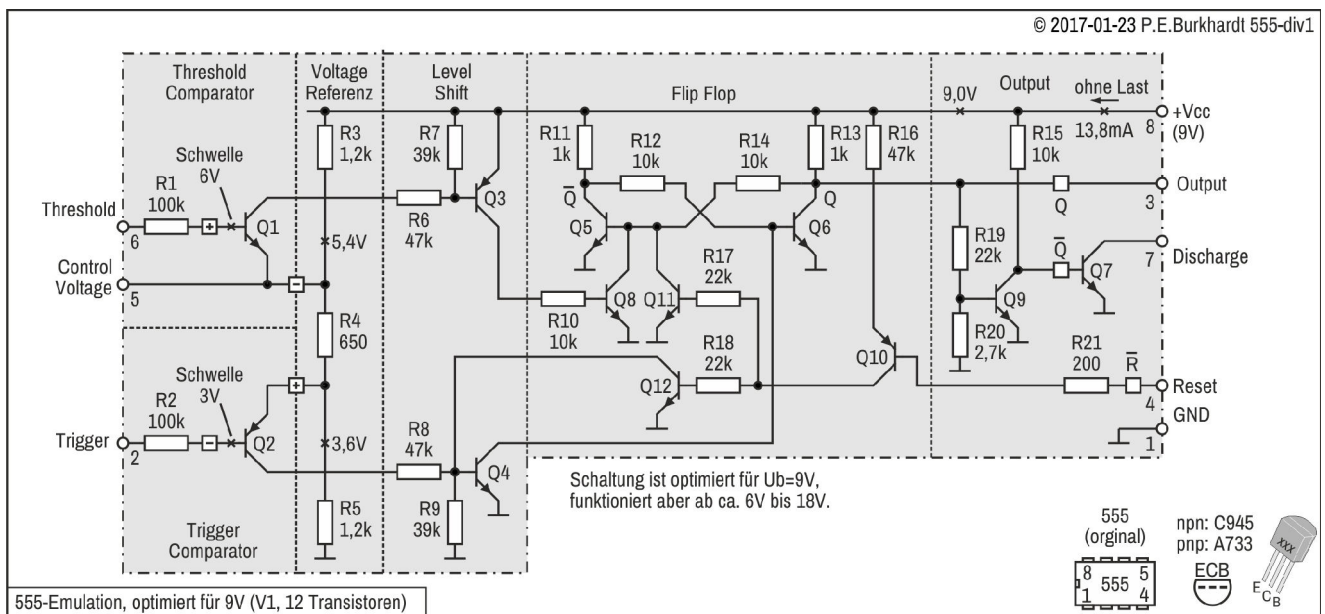 © 2017-01-23 P.E.Burkhardt 555-div1
Threshold
Comparator
Voltage
Referenz
Level
Shift
Flip Flop
Output
9,0V
ohne Last
13,8mA
+Vcc
8
(9V)
R3
1,2k
R7
39k
R11
1k
R12
10k
R14
10k
R13
1k
R16
47k
R15
10k
Schwelle
6V
R1
100k
Threshold
6
+
Q1
Q3
R6
47k
5,4V
Q
Q5
Q
Q6
Q
Output
3
Control
Voltage
5
-
R4
650
R10
10k
Q8
Q11
R17
22k
R19
22k
Q
Q7
7
Discharge
Q9
R20
2,7k
Q10
R18
22k
Q12
R21
200
R
Reset
4
GND
1
Schwelle
3V
R2
100k
+
Trigger
2
-
Q2
3,6V
R8
47k
Q4
R5
1,2k
R9
39k
Trigger
Comparator
Schaltung ist optimiert für Ub=9V,
funktioniert aber ab ca. 6V bis 18V.
555
(orginal)
8 5
555
1 4
npn: C945
pnp: A733
ECB
XXX
E C B
555-Emulation, optimiert für 9V (V1, 12 Transistoren)